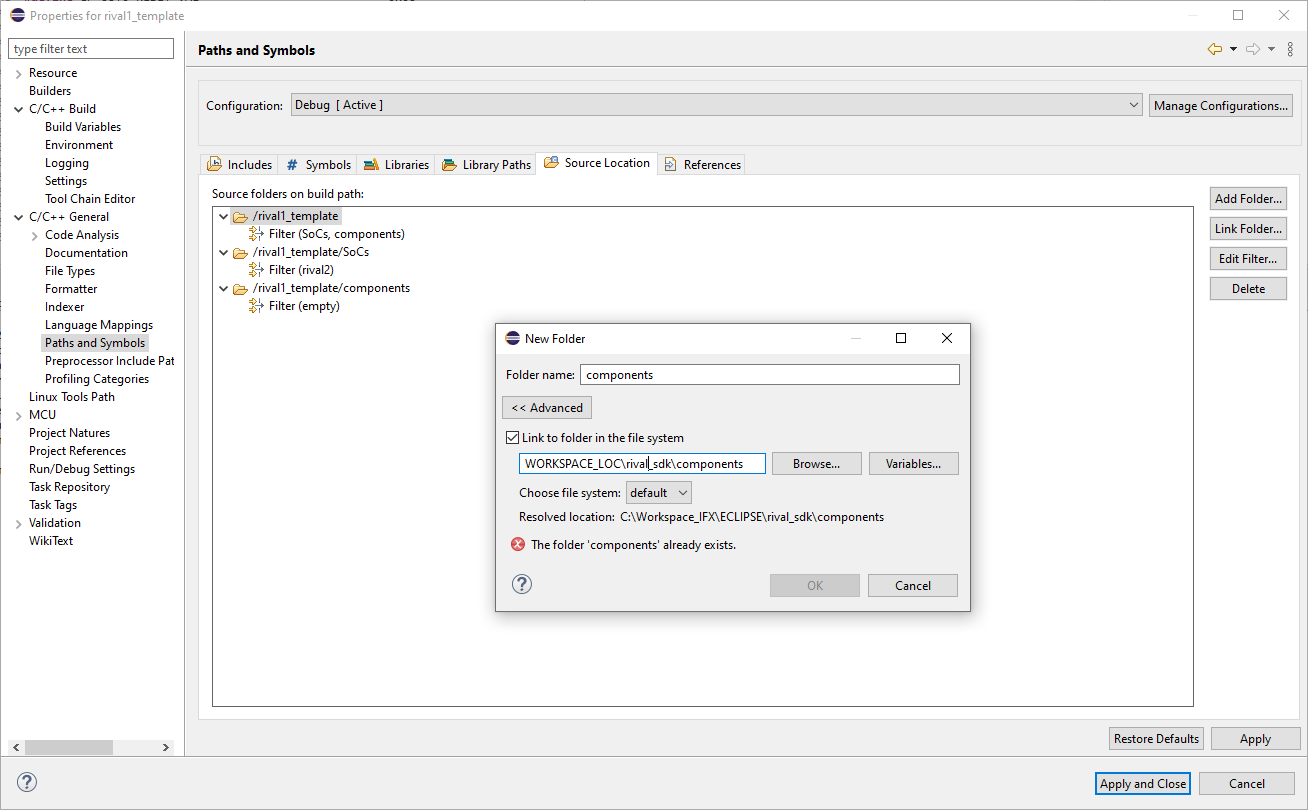 Properties for rival1_template
type filter text
Paths and Symbols
Resource
Builders
C/C++ Build
Build Variables
Environment
Logging
Settings
Tool Chain Editor
C/C++ General
Code Analysis
Documentation
File Types
Formatter
Indexer
Language Mappings
Paths and Symbols
Preprocessor Include Pat
Profiling Categories
Linux Tools Path
MCU
Project Natures
Project References
Run/Debug Settings
Task Repository
Task Tags
Validation
WikiText
Configuration: Debug [ Active ] Manage Configurations...
Includes # Symbols Libraries Library Paths Source Location References
Source folders on build path:
/rival1_template
Filter (SoCs, components)
/rival1_template/SoCs
Filter (rival2)
/rival1_template/components
Filter (empty)
Add Folder...
Link Folder...
Edit Filter...
Delete
New Folder
Folder name: components
<< Advanced
Link to folder in the file system
WORKSPACE_LOC\rival_sdk\components Browse... Variables...
Choose file system: default
Resolved location: C:\Workspace_IFX\ECLIPSE\rival_sdk\components
The folder 'components' already exists.
? OK Cancel
Restore Defaults Apply
? Apply and Close Cancel